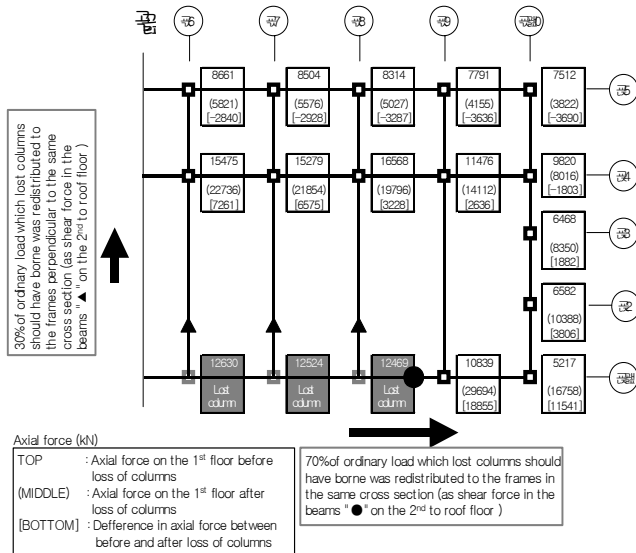 8661 8504 8314 7791 7512
(5821) (5576) (5027) (4155) (3822)
[-2840] [-2928] [-3287] [-3636] [-3690]
15475 15279 16568 11476 9820
(22736) (21854) (19796) (14112) (8016)
[7261] [6575] [3228] [2636] [-1803]
6468
(8350)
[1882]
6582
(10388)
[3806]
12630 12524 12469 10839 5217
Lost Lost Lost (29694) (16758)
column column column [18855] [11541]
30% of ordinary load which lost columns
should have borne was redistributed to
the frames perpendicular to the same
cross section (as shear force in the
beams "▲" on the 2nd to roof floor )
Axial force (kN)
TOP : Axial force on the 1st floor before
loss of columns
(MIDDLE) : Axial force on the 1st floor after
loss of columns
[BOTTOM] : Defference in axial force between
before and after loss of columns
70%of ordinary load which lost columns should
have borne was redistributed to the frames in
the same cross section (as shear force in the
beams "●" on the 2nd to roof floor )